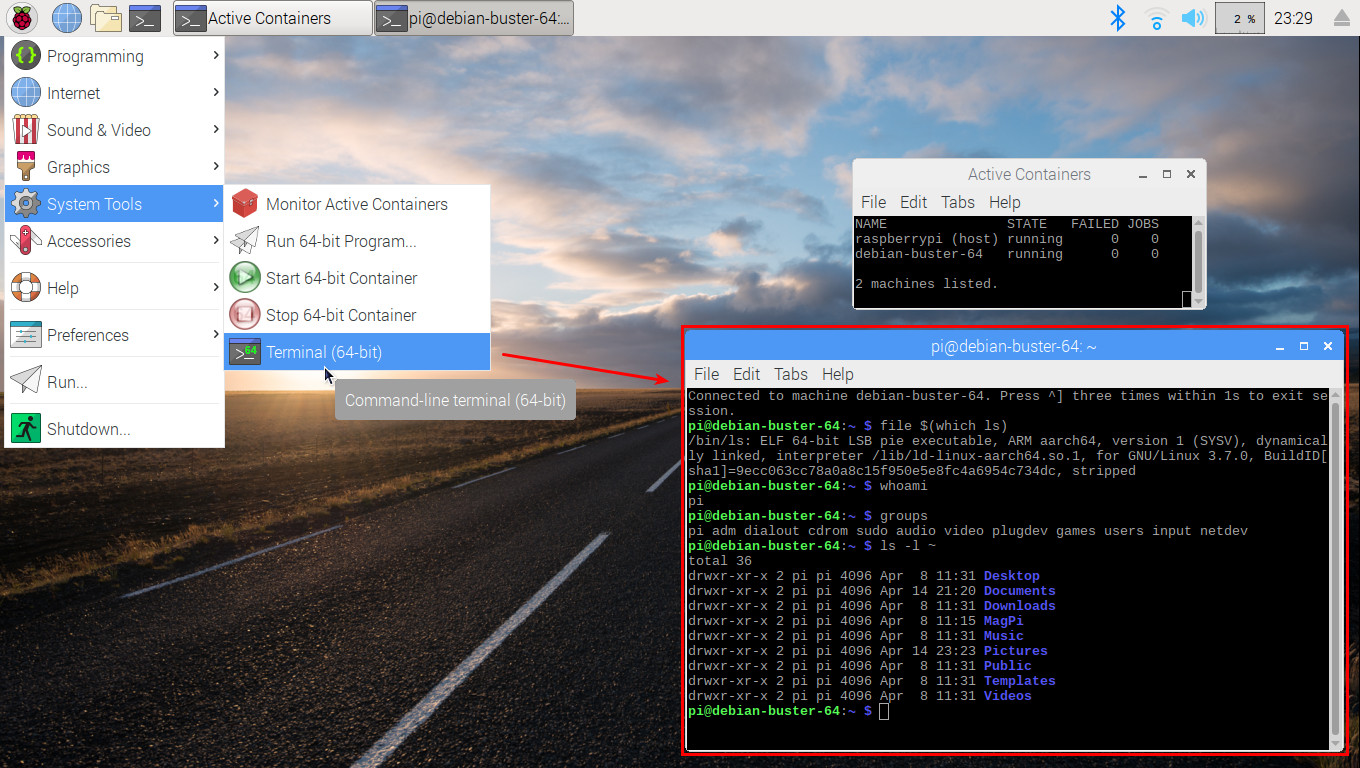 Active Containers
pi@debian-buster-64:...
2 %
23:29
Programming
Internet
Sound & Video
Graphics
System Tools
Accessories
Help
Preferences
Run...
Shutdown...
Monitor Active Containers
Run 64-bit Program...
Start 64-bit Container
Stop 64-bit Container
64
Terminal (64-bit)
Command-line terminal (64-bit)
Active Containers
File Edit Tabs Help
NAME STATE FAILED JOBS
raspberrypi (host) running 0 0
debian-buster-64 running 0 0
2 machines listed.
pi@debian-buster-64: ~
File Edit Tabs Help
Connected to machine debian-buster-64. Press ^] three times within 1s to exit se
ssion.
pi@debian-buster-64:~ $ file $(which ls)
/bin/ls: ELF 64-bit LSB pie executable, ARM aarch64, version 1 (SYSV), dynamical
ly linked, interpreter /lib/ld-linux-aarch64.so.1, for GNU/Linux 3.7.0, BuildID[
sha1]=9ecc063cc78a0a8c15f950e5e8fc4a6954c734dc, stripped
pi@debian-buster-64:~ $ whoami
pi
pi@debian-buster-64:~ $ groups
pi adm dialout cdrom sudo audio video plugdev games users input netdev
pi@debian-buster-64:~ $ ls -l ~
total 36
drwxr-xr-x 2 pi pi 4096 Apr  8 11:31 Desktop
drwxr-xr-x 2 pi pi 4096 Apr 14 21:20 Documents
drwxr-xr-x 2 pi pi 4096 Apr  8 11:31 Downloads
drwxr-xr-x 2 pi pi 4096 Apr  8 11:15 MagPi
drwxr-xr-x 2 pi pi 4096 Apr  8 11:31 Music
drwxr-xr-x 2 pi pi 4096 Apr 14 23:23 Pictures
drwxr-xr-x 2 pi pi 4096 Apr  8 11:31 Public
drwxr-xr-x 2 pi pi 4096 Apr  8 11:31 Templates
drwxr-xr-x 2 pi pi 4096 Apr  8 11:31 Videos
pi@debian-buster-64:~ $